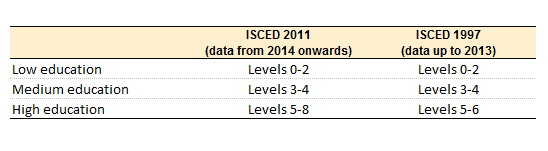 ISCED 2011 ISCED 1997
(data from 2014 onwards) (data up to 2013)
Low education Levels 0-2 Levels 0-2
Medium education Levels 3-4 Levels 3-4
High education Levels 5-8 Levels 5-6